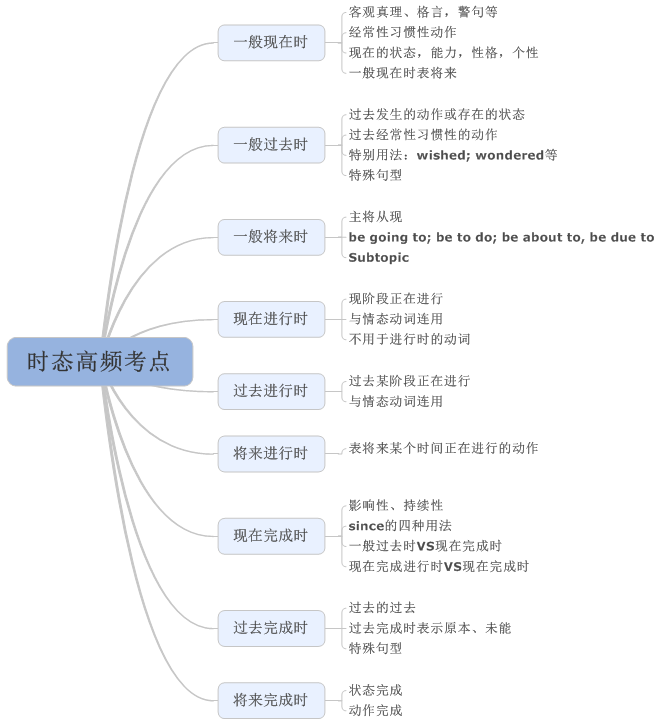 时态高频考点
一般现在时
客观真理、格言，警句等
经常性习惯性动作
现在的状态，能力，性格，个性
一般现在时表将来
一般过去时
过去发生的动作或存在的状态
过去经常性习惯性的动作
特别用法：wished; wondered等
特殊句型
一般将来时
主将从现
be going to; be to do; be about to, be due to
Subtopic
现在进行时
现阶段正在进行
与情态动词连用
不用于进行时的动词
过去进行时
过去某阶段正在进行
与情态动词连用
将来进行时
表将来某个时间正在进行的动作
现在完成时
影响性、持续性
since的四种用法
一般过去时VS现在完成时
现在完成进行时VS现在完成时
过去完成时
过去的过去
过去完成时表示原本、未能
特殊句型
将来完成时
状态完成
动作完成